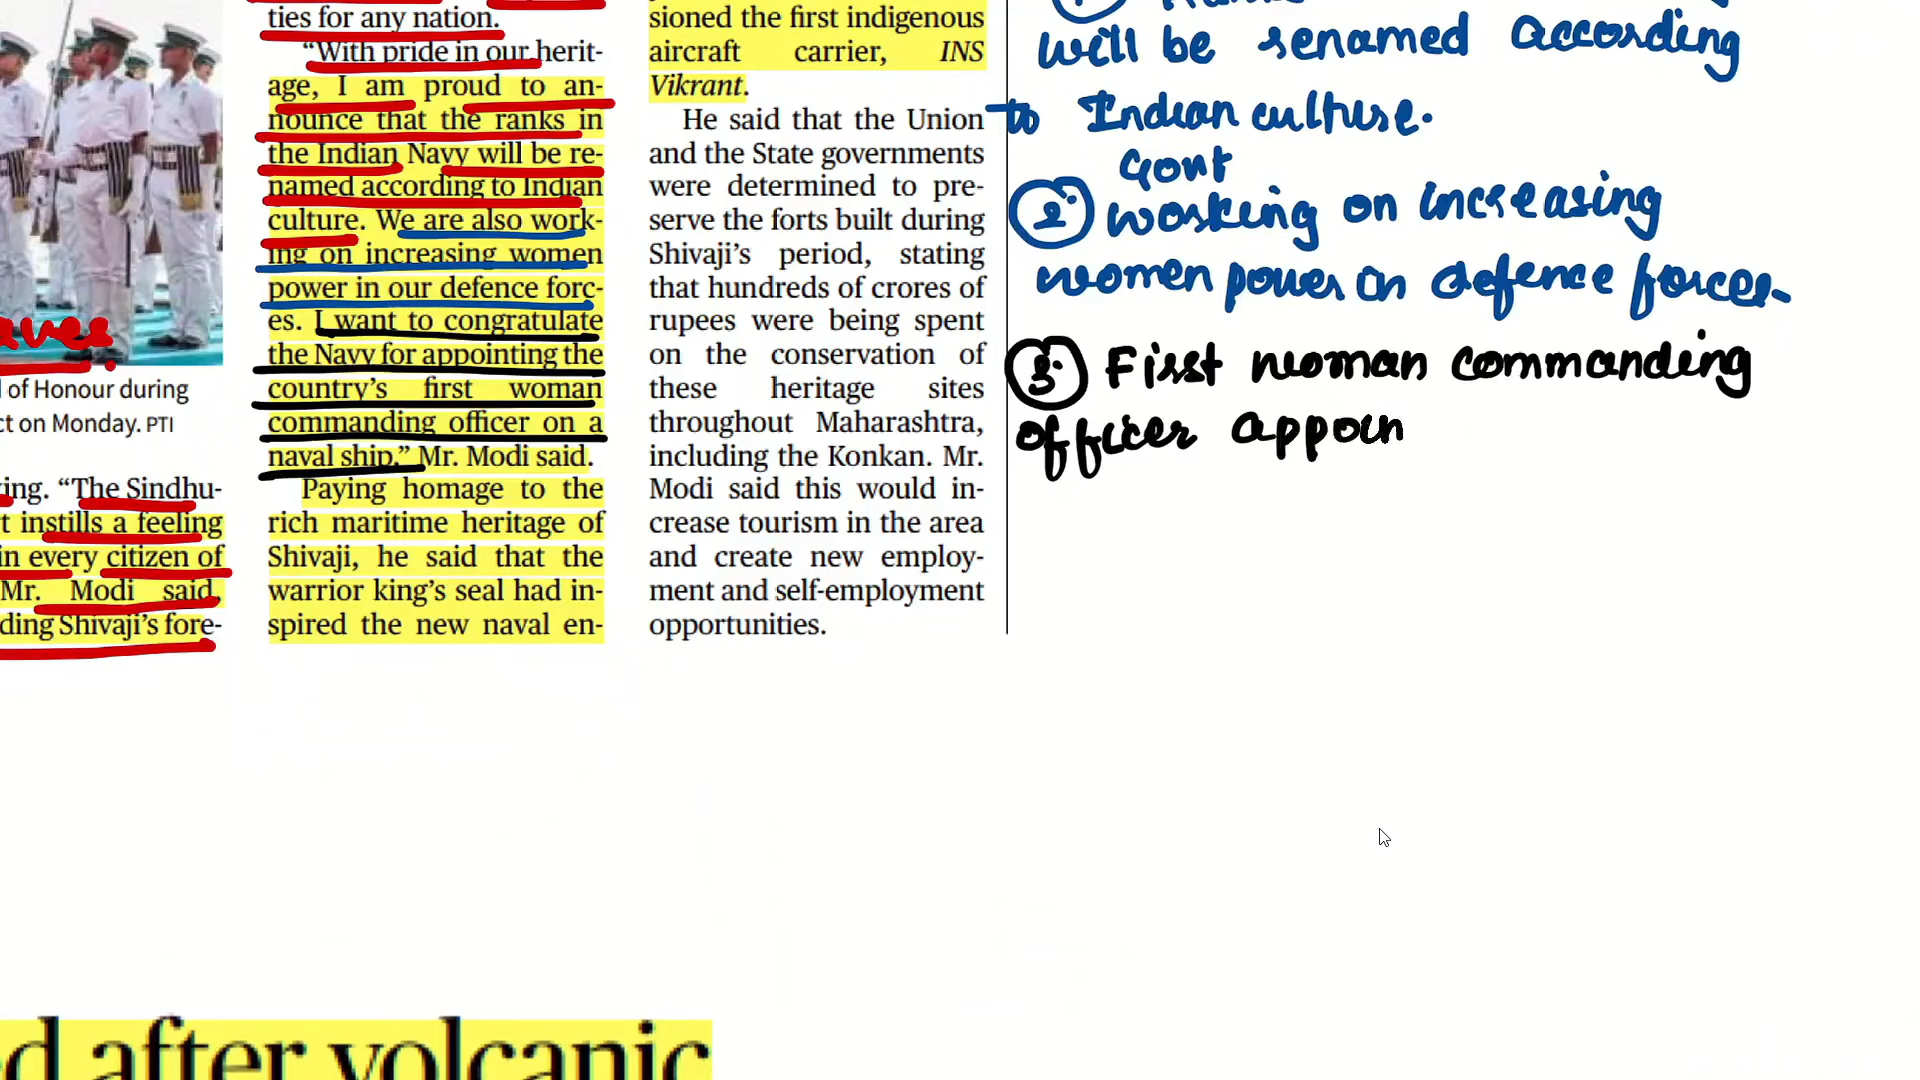 aves.
l of Honour during
ct on Monday. PTI
ing. “The Sindhu-
t instills a feeling
in every citizen of
Mr. Modi said,
ding Shivaji’s fore-
ties for any nation.
“With pride in our herit-
age, I am proud to an-
nounce that the ranks in
the Indian Navy will be re-
named according to Indian
culture. We are also work-
ing on increasing women
power in our defence forc-
es. I want to congratulate
the Navy for appointing the
country’s first woman
commanding officer on a
naval ship,” Mr. Modi said.
Paying homage to the
rich maritime heritage of
Shivaji, he said that the
warrior king’s seal had in-
spired the new naval en-
sioned the first indigenous
aircraft carrier, INS
Vikrant.
He said that the Union
and the State governments
were determined to pre-
serve the forts built during
Shivaji’s period, stating
that hundreds of crores of
rupees were being spent
on the conservation of
these heritage sites
throughout Maharashtra,
including the Konkan. Mr.
Modi said this would in-
crease tourism in the area
and create new employ-
ment and self-employment
opportunities.
will be renamed according
to Indian culture.
Govt
2. working on increasing
women power in defence forces.
3. First woman commanding
officer appoin
ed after volcanic